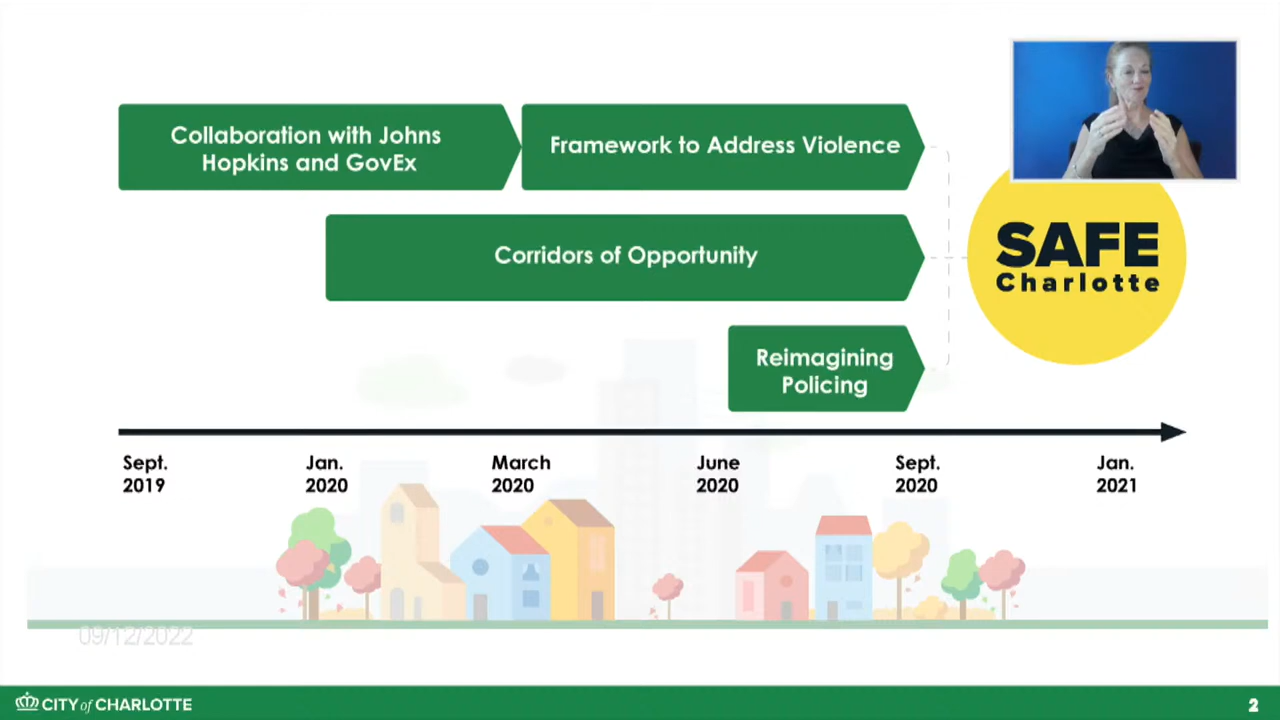 Collaboration with Johns
Hopkins and GovEx
Framework to Address Violence
Corridors of Opportunity
SAFE
Charlotte
Reimagining
Policing
Sept.
2019
Jan.
2020
March
2020
June
2020
Sept.
2020
Jan.
2021
09/12/2022
CITY of CHARLOTTE
2